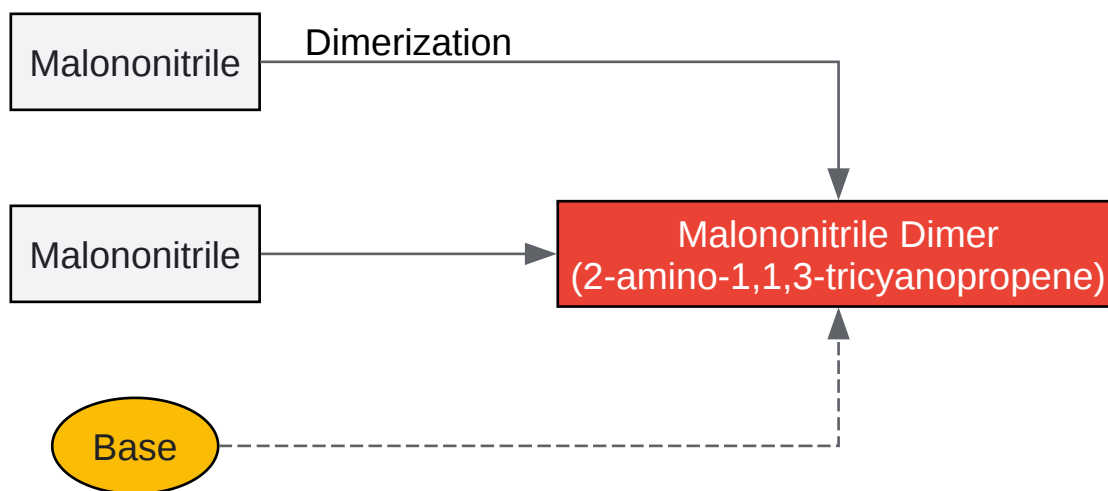 Malononitrile
Dimerization
Malononitrile
Malononitrile Dimer
(2-amino-1,1,3-tricyanopropene)
Base